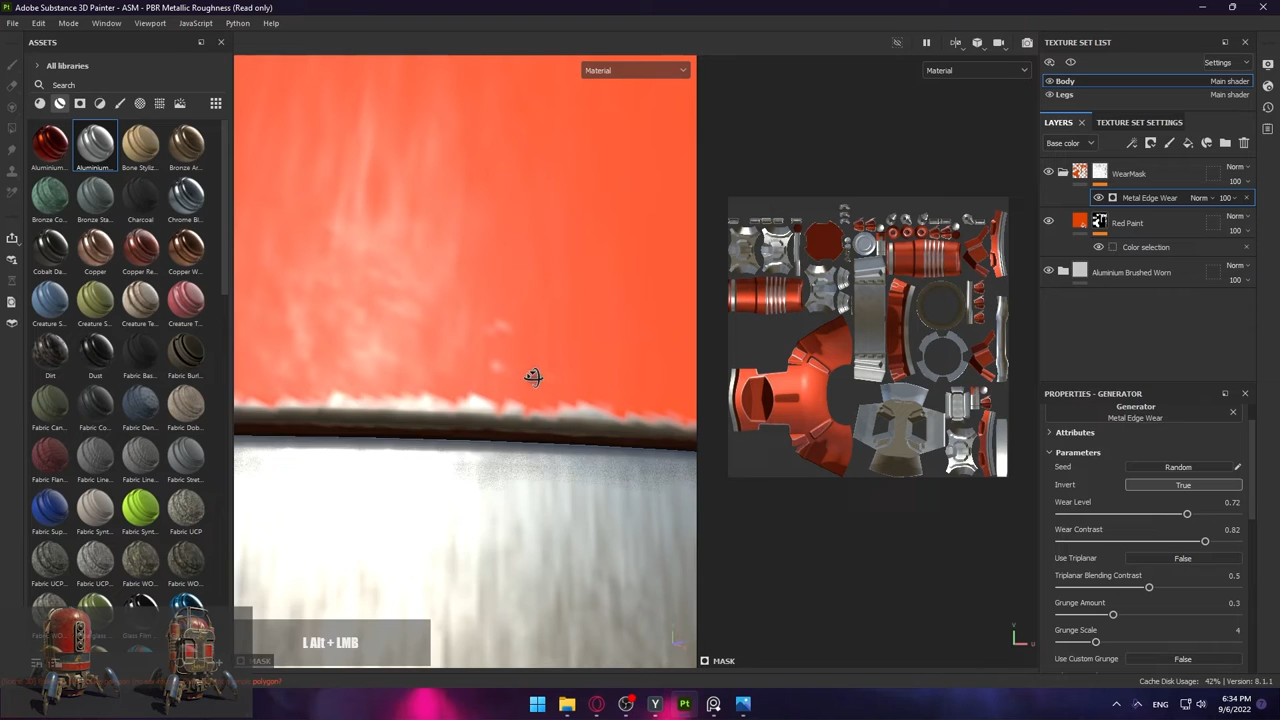 Adobe Substance 3D Painter - ASM - PBR Metallic Roughness (Read only)
File Edit Mode Window Viewport JavaScript Python Help
ASSETS
All libraries
Search
Aluminium... Aluminium... Bone Styliz... Bronze Ar...
Bronze Co... Bronze Sta... Charcoal Chrome Bl...
Cobalt Da... Copper Copper Re... Copper W...
Creature S... Creature S... Creature Te... Creature T...
Dirt Dust Fabric Bas... Fabric Burl...
Fabric Co... Fabric De... Fabric Dob...
Fabric Flan... Fabric Line... Fabric Line... Fabric Stret...
Fabric Sup... Fabric Synt... Fabric Synt... Fabric UCP
Fabric UCP... Fabric UCP... Fabric WO... Fabric WO...
Glass Film ...
Material
Material
L Alt + LMB
MASK
MASK
polygon?
TEXTURE SET LIST
Settings
Body Main shader
Legs Main shader
LAYERS TEXTURE SET SETTINGS
Base color
WearMask Norm 100
Metal Edge Wear Norm 100
Red Paint Norm 100
Color selection
Aluminium Brushed Worn Norm 100
PROPERTIES - GENERATOR
Generator
Metal Edge Wear
Attributes
Parameters
Seed Random
Invert True
Wear Level 0.72
Wear Contrast 0.82
Use Triplanar False
Triplanar Blending Contrast 0.5
Grunge Amount 0.3
Grunge Scale 4
Use Custom Grunge False
Cache Disk Usage: 42% | Version: 8.1.1
ENG
6:34 PM
9/6/2022